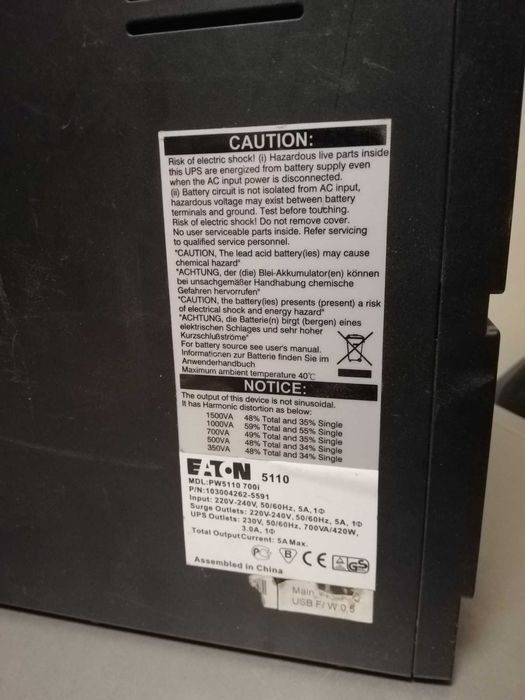 CAUTION:
Risk of electric shock! (i) Hazardous live parts inside
this UPS are energized from battery supply even
when the AC input power is disconnected.
(ii) Battery circuit is not isolated from AC input,
hazardous voltage may exist between battery
terminals and ground. Test before touching.
Risk of electric shock! Do not remove cover.
No user serviceable parts inside. Refer servicing
to qualified service personnel.
"CAUTION, The lead acid battery(ies) may cause
chemical hazard"
"ACHTUNG, der (die) Blei-Akkumulator(en) können
bei unsachgemäßer Handhabung chemische
Gefahren hervorrufen"
"CAUTION, the battery(ies) presents (present) a risk
of electrical shock and energy hazard"
"ACHTUNG, die Batterie(n) birgt (bergen) eines
elektrischen Schlages und sehr hoher
Kurzschlußströme"
For battery source see user's manual.
Informationen zur Batterie finden Sie im
Anwenderhandbuch
Maximum ambient temperature 40℃
NOTICE:
The output of this device is not sinusoidal.
It has Harmonic distortion as below:
1500VA 48% Total and 35% Single
1000VA 59% Total and 55% Single
700VA 49% Total and 35% Single
500VA 48% Total and 34% Single
350VA 48% Total and 34% Single
EATON 5110
MDL:PW5110 700i
P/N:103004262-5591
Input: 220V-240V, 50/60Hz, 5A, 1Φ
Surge Outlets: 220V-240V, 50/60Hz, 5A, 1Φ
UPS Outlets: 230V, 50/60Hz, 700VA/420W,
3.0A, 1Φ
Total Output Current: 5A Max.
B CE GS
Assembled in China
Main
USB F/W:0.5